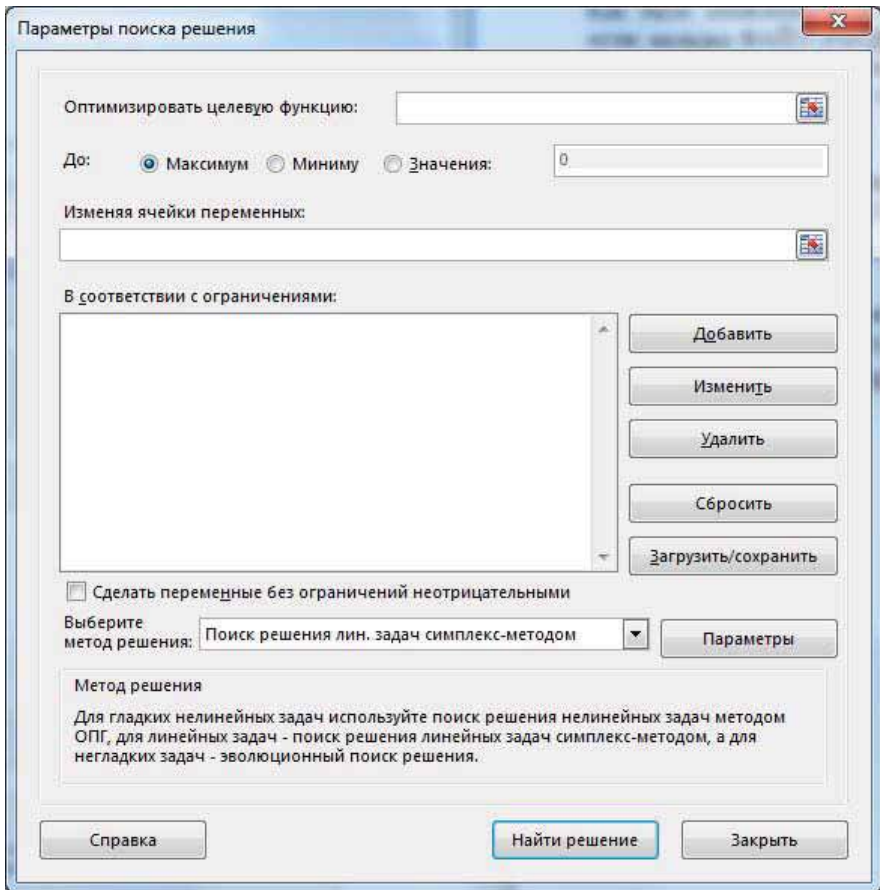 Параметры поиска решения
Оптимизировать целевую функцию:
До: Максимум Миниму Значения: 0
Изменяя ячейки переменных:
В соответствии с ограничениями:
Добавить
Изменить
Удалить
Сбросить
Загрузить/сохранить
Сделать переменные без ограничений неотрицательными
Выберите
метод решения: Поиск решения лин. задач симплекс-методом Параметры
Метод решения
Для гладких нелинейных задач используйте поиск решения нелинейных задач методом
ОПГ, для линейных задач - поиск решения линейных задач симплекс-методом, а для
негладких задач - эволюционный поиск решения.
Справка Найти решение Закрыть